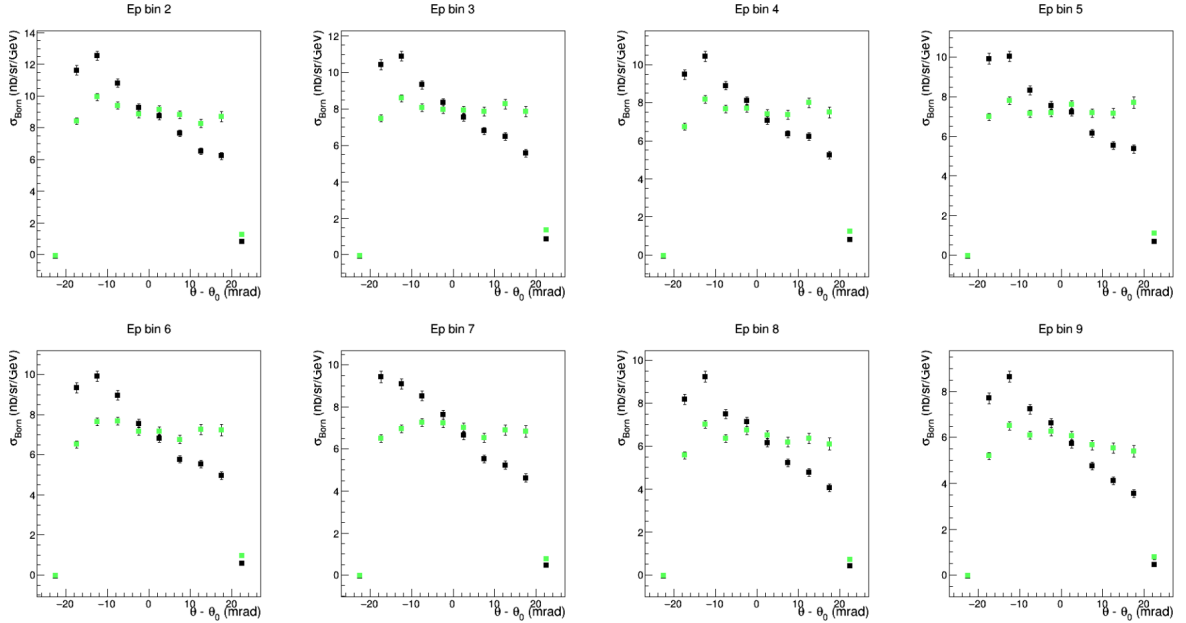 Ep bin 2
σBorn (nb/sr/GeV)
14
12
10
8
6
4
2
0
−20 −10 0 10 20
θ - θ0 (mrad)
Ep bin 3
σBorn (nb/sr/GeV)
12
10
8
6
4
2
0
−20 −10 0 10 20
θ - θ0 (mrad)
Ep bin 4
σBorn (nb/sr/GeV)
10
8
6
4
2
0
−20 −10 0 10 20
θ - θ0 (mrad)
Ep bin 5
σBorn (nb/sr/GeV)
10
8
6
4
2
0
−20 −10 0 10 20
θ - θ0 (mrad)
Ep bin 6
σBorn (nb/sr/GeV)
10
8
6
4
2
0
−20 −10 0 10 20
θ - θ0 (mrad)
Ep bin 7
σBorn (nb/sr/GeV)
10
8
6
4
2
0
−20 −10 0 10 20
θ - θ0 (mrad)
Ep bin 8
σBorn (nb/sr/GeV)
10
8
6
4
2
0
−20 −10 0 10 20
θ - θ0 (mrad)
Ep bin 9
σBorn (nb/sr/GeV)
8
6
4
2
0
−20 −10 0 10 20
θ - θ0 (mrad)